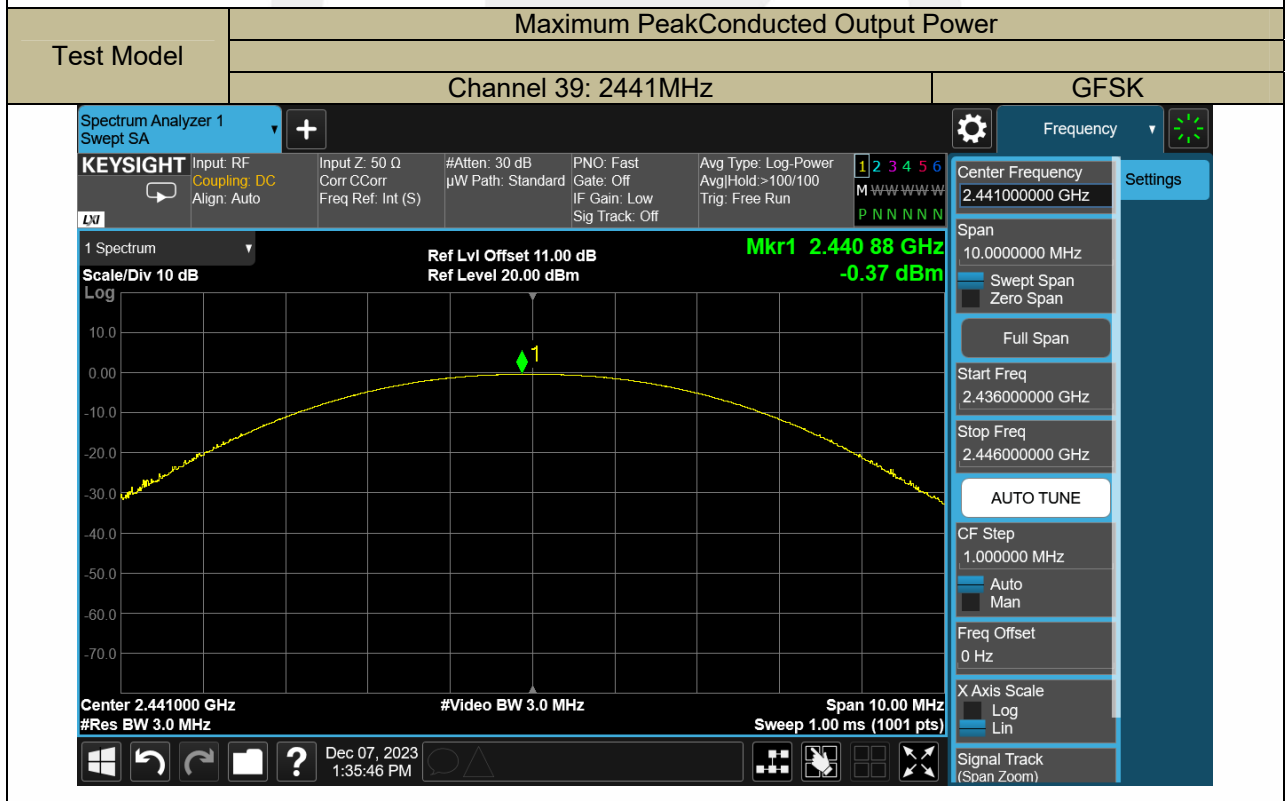 Test Model
Maximum PeakConducted Output Power
Channel 39: 2441MHz
GFSK
Spectrum Analyzer 1
Swept SA
Frequency
KEYSIGHT
LXI
Input: RF
Coupling: DC
Align: Auto
Input Z: 50 Ω
Corr CCorr
Freq Ref: Int (S)
#Atten: 30 dB
µW Path: Standard
PNO: Fast
Gate: Off
IF Gain: Low
Sig Track: Off
Avg Type: Log-Power
Avg|Hold:>100/100
Trig: Free Run
1 2 3 4 5 6
M W W W W W
P N N N N N
1 Spectrum
Scale/Div 10 dB
Log
Ref Lvl Offset 11.00 dB
Ref Level 20.00 dBm
Mkr1 2.440 88 GHz
-0.37 dBm
1
10.0
0.00
-10.0
-20.0
-30.0
-40.0
-50.0
-60.0
-70.0
Center 2.441000 GHz
#Res BW 3.0 MHz
#Video BW 3.0 MHz
Span 10.00 MHz
Sweep 1.00 ms (1001 pts)
Center Frequency
2.441000000 GHz
Settings
Span
10.0000000 MHz
Swept Span
Zero Span
Full Span
Start Freq
2.436000000 GHz
Stop Freq
2.446000000 GHz
AUTO TUNE
CF Step
1.000000 MHz
Auto
Man
Freq Offset
0 Hz
X Axis Scale
Log
Lin
Signal Track
(Span Zoom)
?
Dec 07, 2023
1:35:46 PM